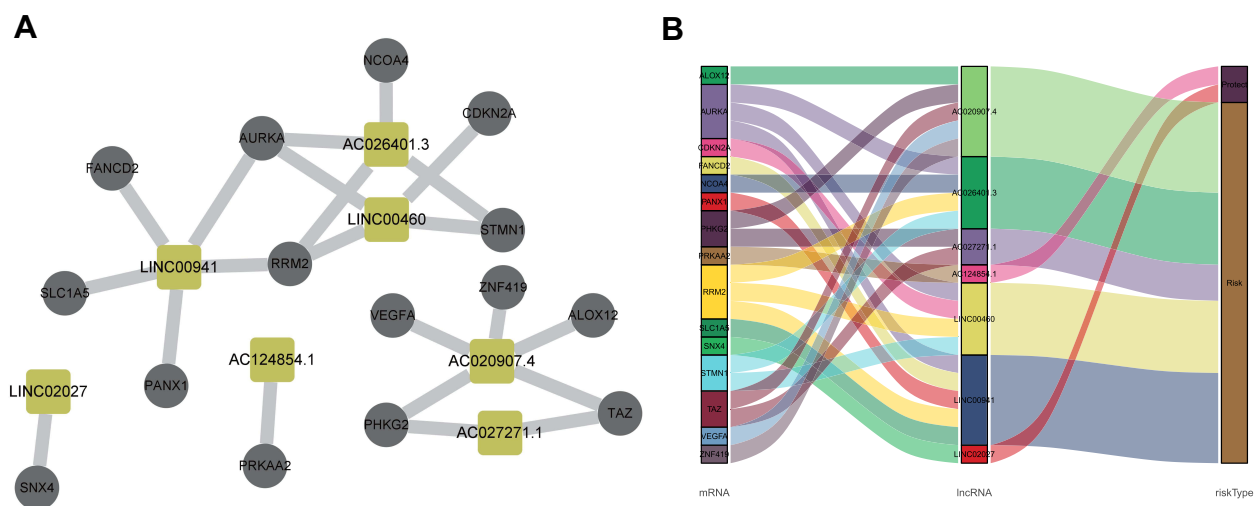 A
NCOA4
CDKN2A
AURKA
AC026401.3
FANCD2
LINC00460
STMN1
LINC00941
RRM2
SLC1A5
ZNF419
VEGFA
ALOX12
AC124854.1
AC020907.4
PANX1
LINC02027
PHKG2
TAZ
AC027271.1
PRKAA2
SNX4
B
ALOX12
AURKA
CDKN2A
FANCD2
NCOA4
PANX1
PHKG2
PRKAA2
RRM2
SLC1A5
SNX4
STMN1
TAZ
VEGFA
ZNF419
AC020907.4
AC026401.3
AC027271.1
AC124854.1
LINC00460
LINC00941
LINC02027
Protect
Risk
mRNA
lncRNA
riskType